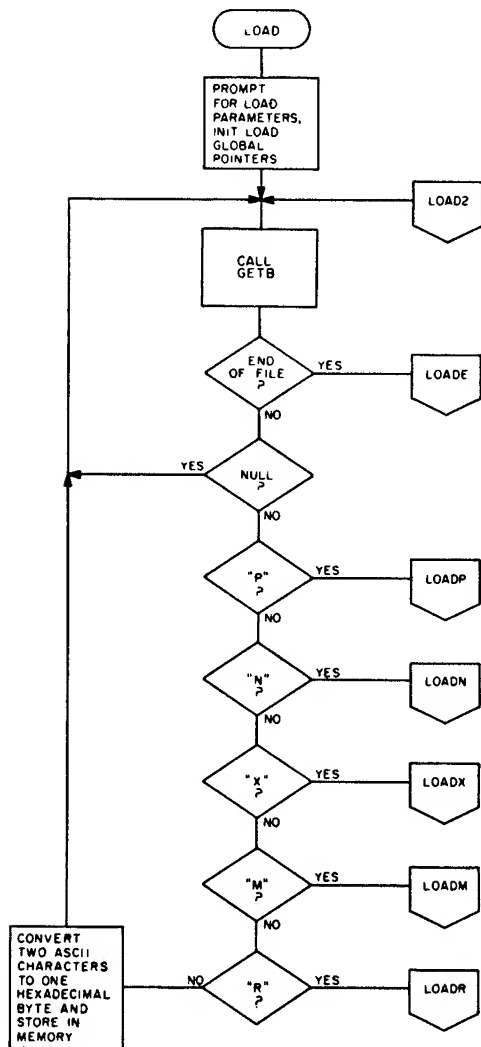 LOAD
PROMPT
FOR LOAD
PARAMETERS,
INIT LOAD
GLOBAL
POINTERS
LOAD2
CALL
GETB
END
OF FILE
?
YES
LOADE
NO
YES
NULL
?
NO
"P"
?
YES
LOADP
NO
"N"
?
YES
LOADN
NO
"X"
?
YES
LOADX
NO
"M"
?
YES
LOADM
NO
CONVERT
TWO ASCII
CHARACTERS
TO ONE
HEXADECIMAL
BYTE AND
STORE IN
MEMORY
NO
"R"
?
YES
LOADR